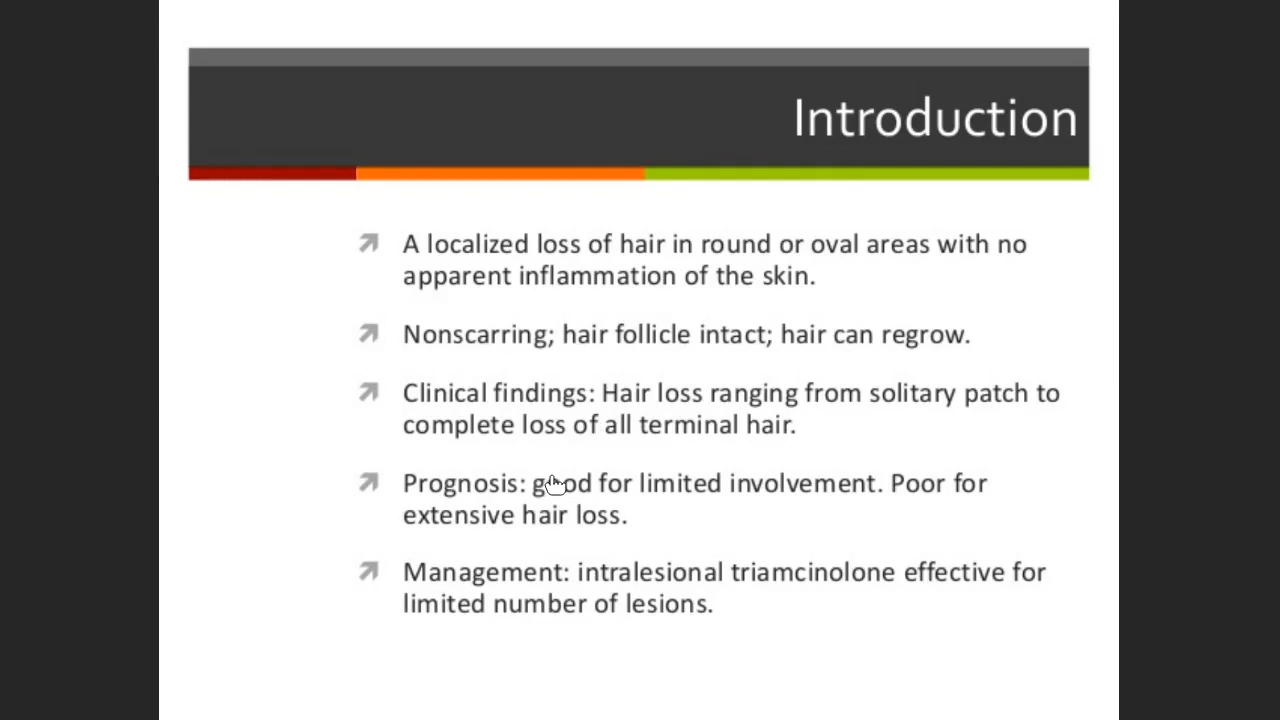 Introduction
A localized loss of hair in round or oval areas with no
apparent inflammation of the skin.
Nonscarring; hair follicle intact; hair can regrow.
Clinical findings: Hair loss ranging from solitary patch to
complete loss of all terminal hair.
Prognosis: good for limited involvement. Poor for
extensive hair loss.
Management: intralesional triamcinolone effective for
limited number of lesions.